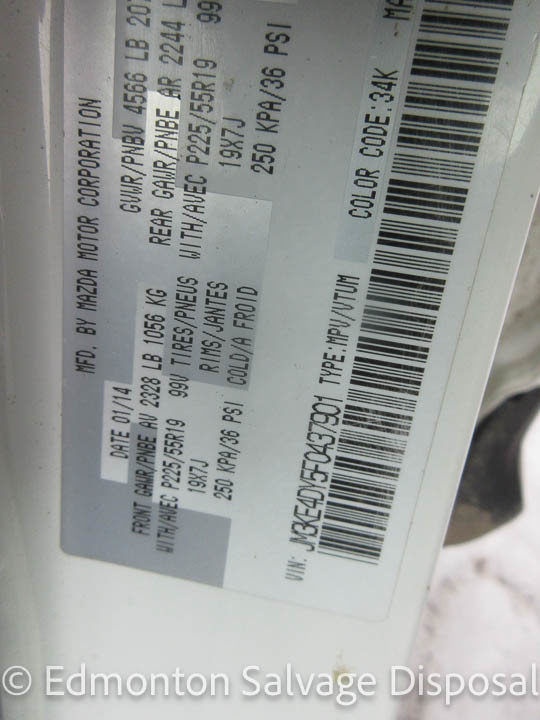 MFD. BY MAZDA MOTOR CORPORATION
DATE 01/14 GVWR/PNBV 4566 LB
FRONT GAWR/PNBE AV 2328 LB 1056 KG REAR GAWR/PNBE AR 2244
WITH/AVEC P225/55R19 99V TIRES/PNEUS WITH/AVEC P225/55R19 99
19X7J RIMS/JANTES 19X7J
250 KPA/36 PSI COLD/A FROID 250 KPA/36 PSI
VIN: JM3KE4DY5F0437901 TYPE:MPV/VTUM COLOR CODE:34K
© Edmonton Salvage Disposal